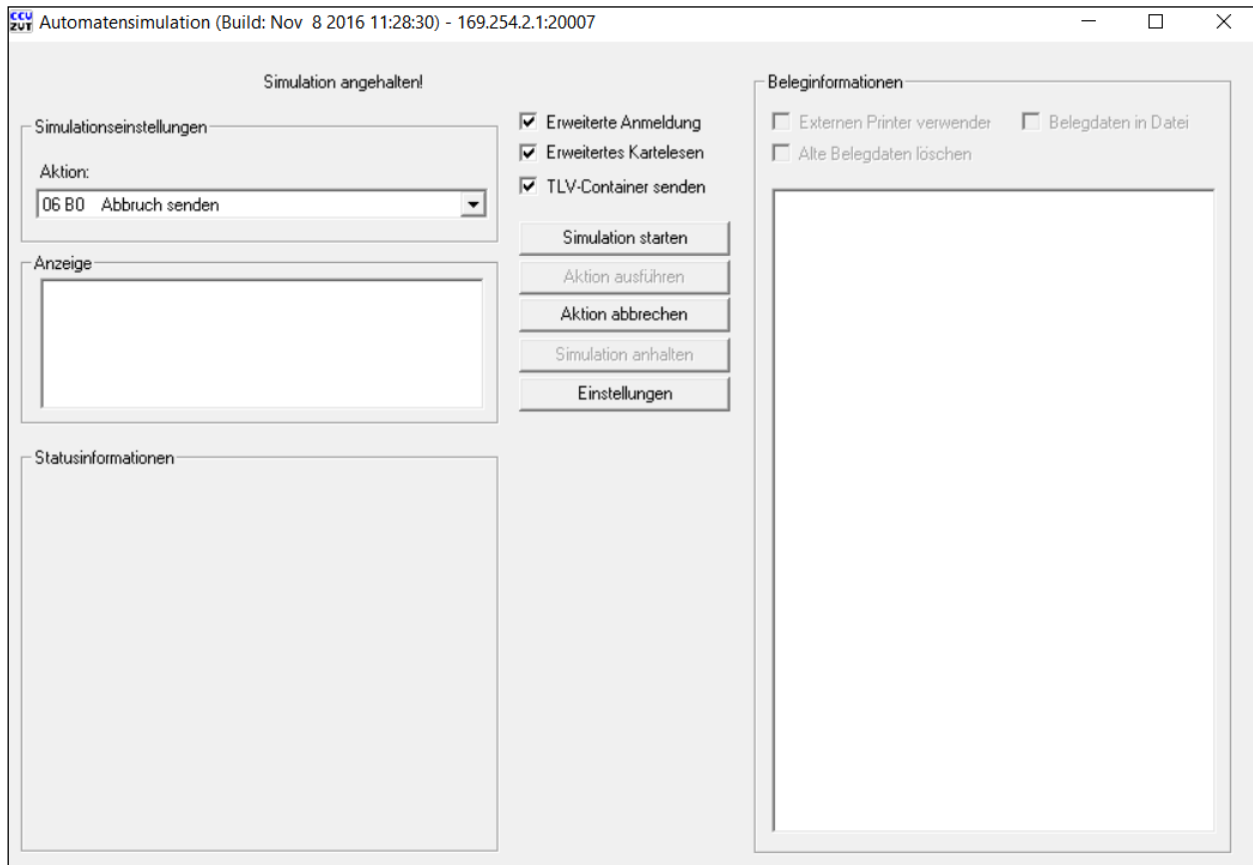 CCV
ZVT
Automatensimulation (Build: Nov  8 2016 11:28:30) - 169.254.2.1:20007
Simulation angehalten!
Simulationseinstellungen
Aktion:
06 B0    Abbruch senden
Anzeige
Statusinformationen
Erweiterte Anmeldung
Erweitertes Kartelesen
TLV-Container senden
Simulation starten
Aktion ausführen
Aktion abbrechen
Simulation anhalten
Einstellungen
Beleginformationen
Externen Printer verwender
Belegdaten in Datei
Alte Belegdaten löschen